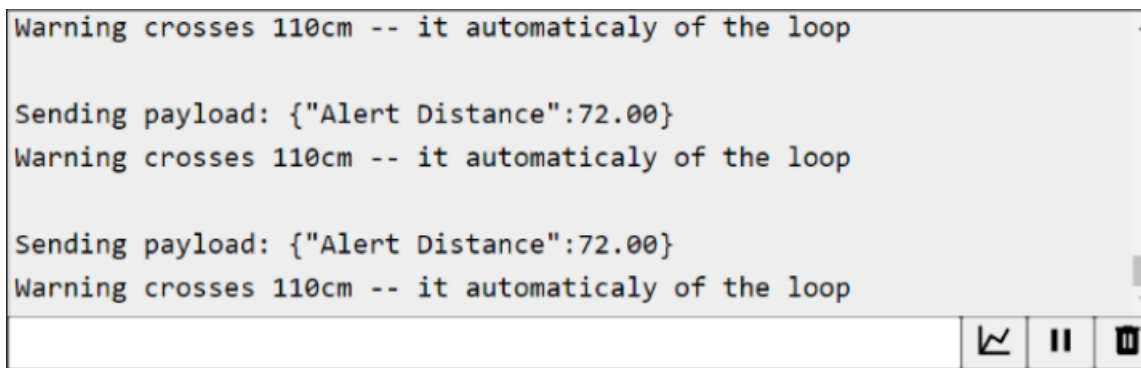 Warning crosses 110cm -- it automaticaly of the loop
Sending payload: {"Alert Distance":72.00}
Warning crosses 110cm -- it automaticaly of the loop
Sending payload: {"Alert Distance":72.00}
Warning crosses 110cm -- it automaticaly of the loop